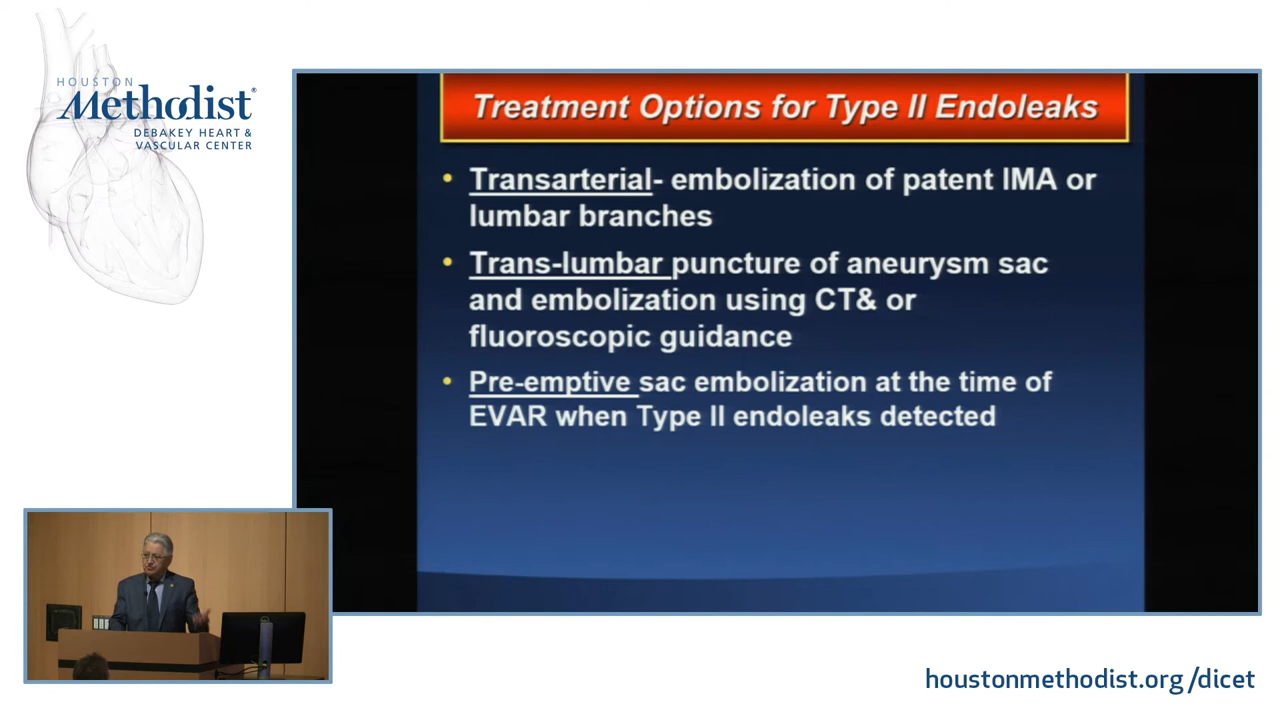 HOUSTON
Methodist®
DEBAKEY HEART &
VASCULAR CENTER
Treatment Options for Type II Endoleaks
• Transarterial- embolization of patent IMA or
lumbar branches
• Trans-lumbar puncture of aneurysm sac
and embolization using CT& or
fluoroscopic guidance
• Pre-emptive sac embolization at the time of
EVAR when Type II endoleaks detected
houstonmethodist.org/dicet